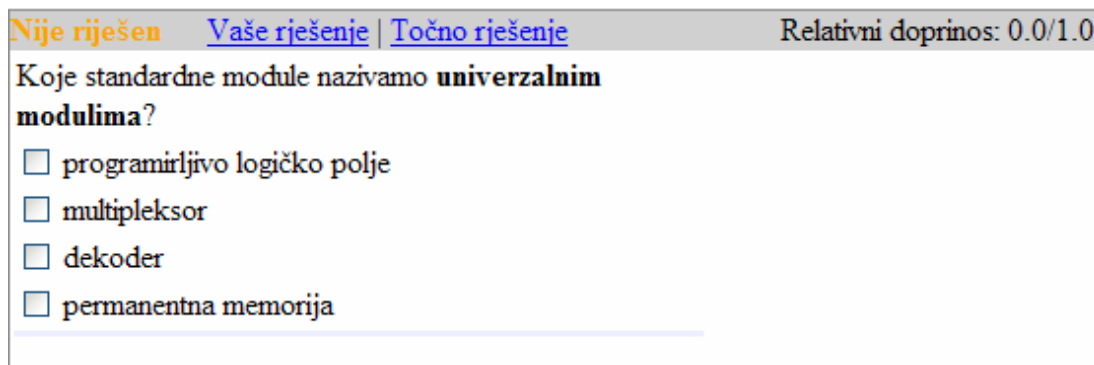 Nije riješen Vaše rješenje | Točno rješenje Relativni doprinos: 0.0/1.0
Koje standardne module nazivamo univerzalnim
modulima?
programirljivo logičko polje
multipleksor
dekoder
permanentna memorija